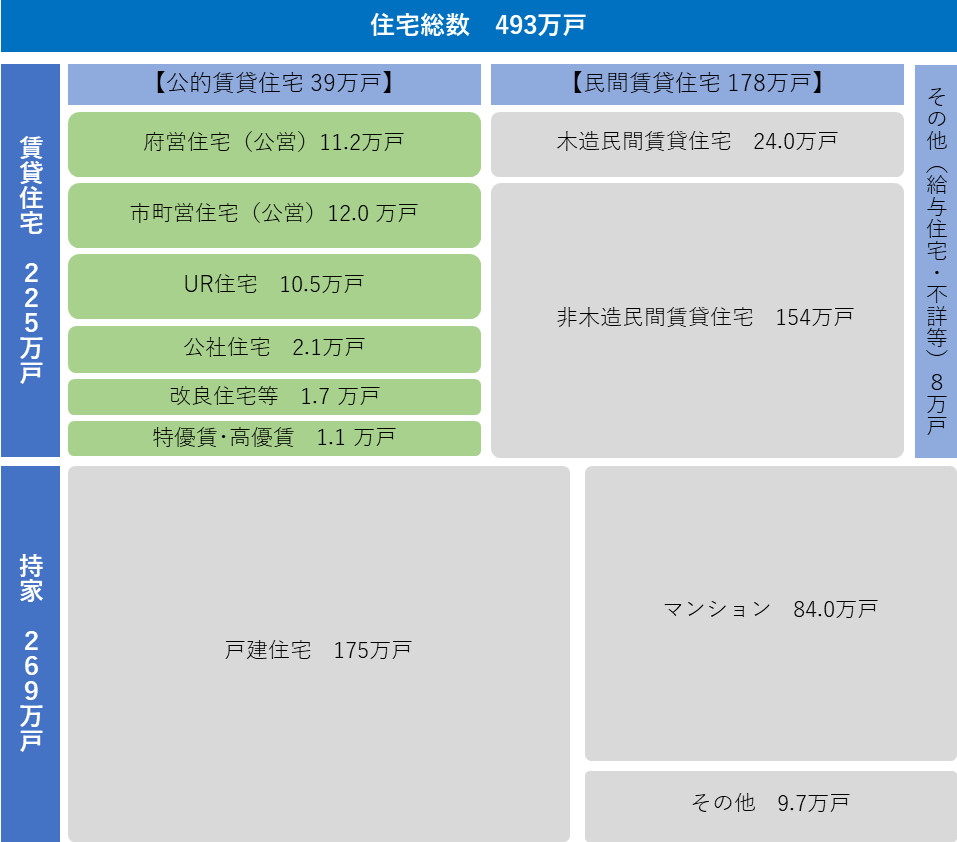 住宅総数　493万戸
賃貸住宅　225万戸
【公的賃貸住宅 39万戸】
府営住宅（公営）11.2万戸
市町営住宅（公営）12.0 万戸
UR住宅　10.5万戸
公社住宅　2.1万戸
改良住宅等　1.7 万戸
特優賃･高優賃　1.1 万戸
【民間賃貸住宅 178万戸】
木造民間賃貸住宅　24.0万戸
非木造民間賃貸住宅　154万戸
その他（給与住宅・不詳等）８万戸
持家　269万戸
戸建住宅　175万戸
マンション　84.0万戸
その他　9.7万戸